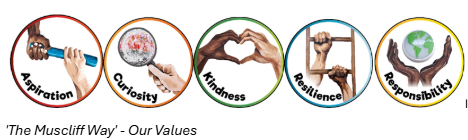 Aspiration
Curiosity
Kindness
Resilience
Responsibility
'The Muscliff Way' - Our Values